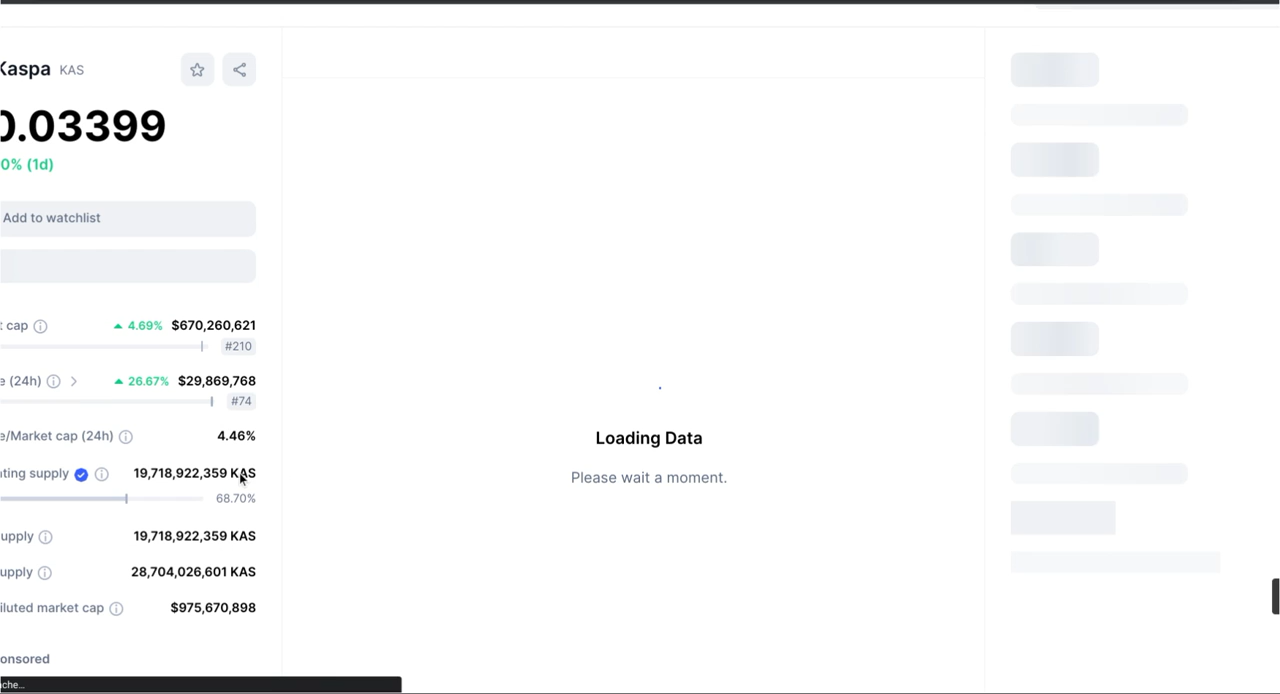 Kaspa KAS
0.03399
0% (1d)
Add to watchlist
cap 4.69% $670,260,621
#210
(24h) 26.67% $29,869,768
#74
/Market cap (24h) 4.46%
ting supply 19,718,922,359 KAS
68.70%
upply 19,718,922,359 KAS
upply 28,704,026,601 KAS
iluted market cap $975,670,898
onsored
che...
Loading Data
Please wait a moment.